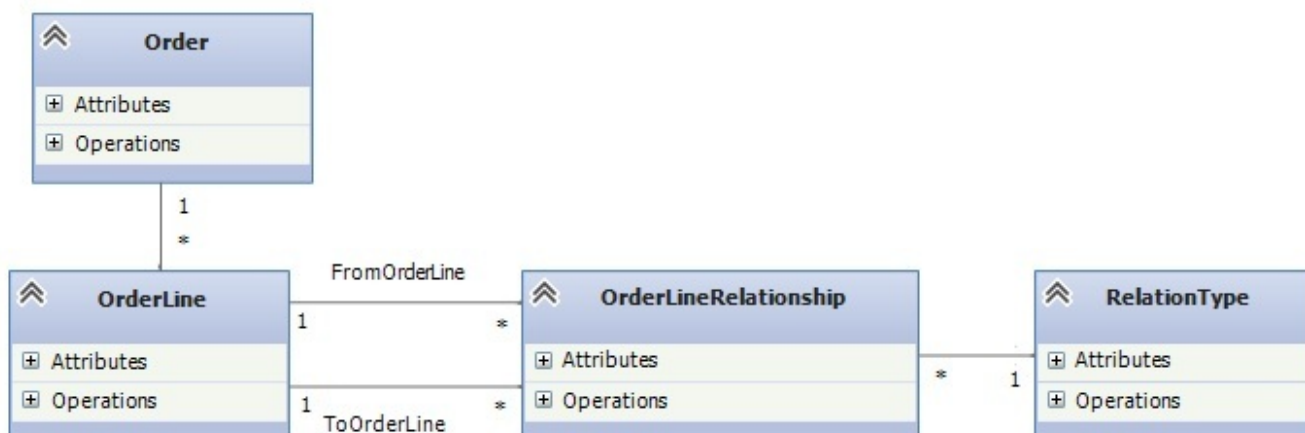 Order
Attributes
Operations
1
*
FromOrderLine
OrderLine
1
*
OrderLineRelationship
RelationType
Attributes
Attributes
*
1
Attributes
Operations
1
*
Operations
Operations
ToOrderLine